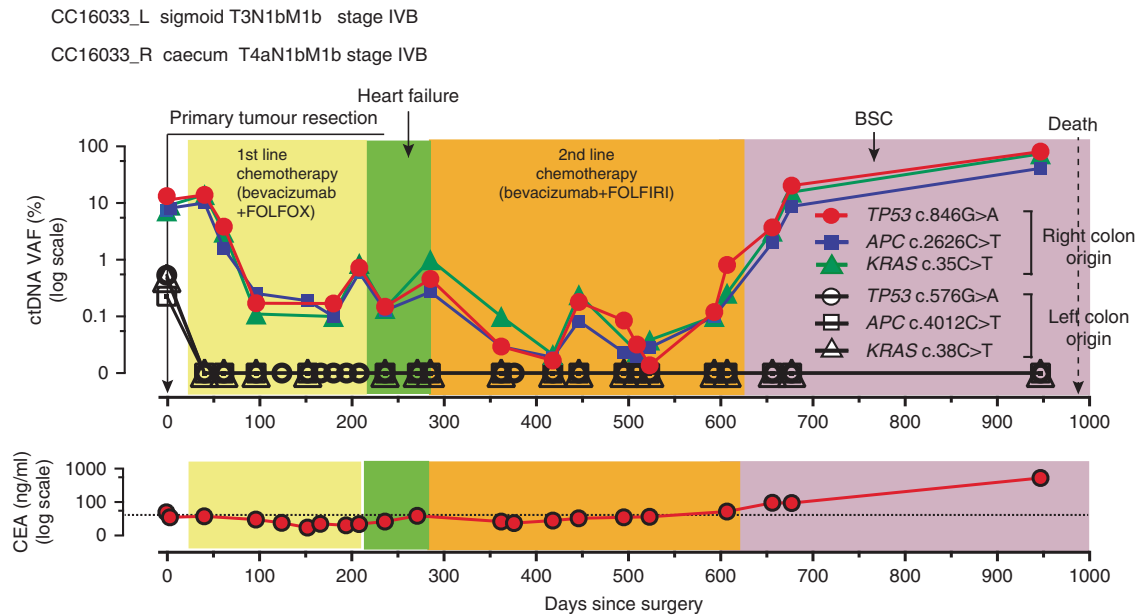 CC16033_L sigmoid T3N1bM1b stage IVB
CC16033_R caecum T4aN1bM1b stage IVB
Heart failure
Primary tumour resection
BSC
Death
1st line
chemotherapy
(bevacizumab
+FOLFOX)
2nd line
chemotherapy
(bevacizumab+FOLFIRI)
ctDNA VAF (%)
(log scale)
100
10
1
0.1
0
TP53 c.846G>A
APC c.2626C>T
KRAS c.35C>T
Right colon
origin
TP53 c.576G>A
APC c.4012C>T
KRAS c.38C>T
Left colon
origin
0 100 200 300 400 500 600 700 800 900 1000
CEA (ng/ml)
(log scale)
1000
100
0
0 100 200 300 400 500 600 700 800 900 1000
Days since surgery